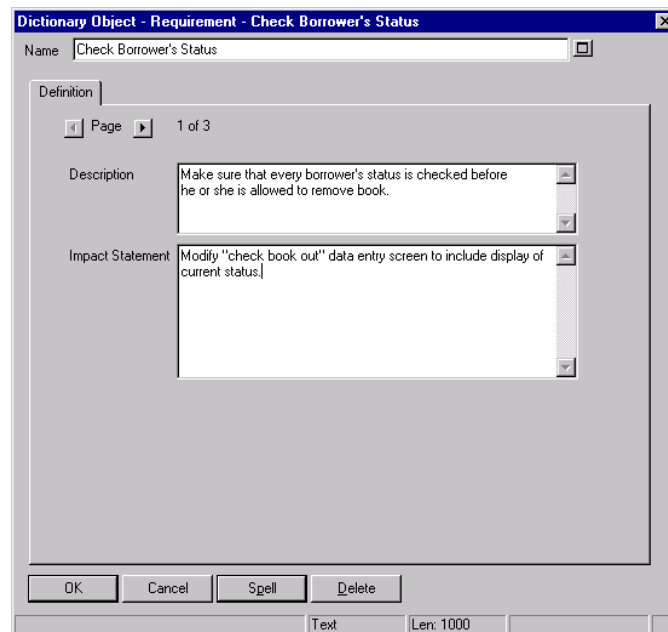 Dictionary Object - Requirement - Check Borrower's Status
Name Check Borrower's Status
Definition
Page 1 of 3
Description Make sure that every borrower's status is checked before
he or she is allowed to remove book.
Impact Statement Modify "check book out" data entry screen to include display of
current status.
OK Cancel Spell Delete
Text Len: 1000